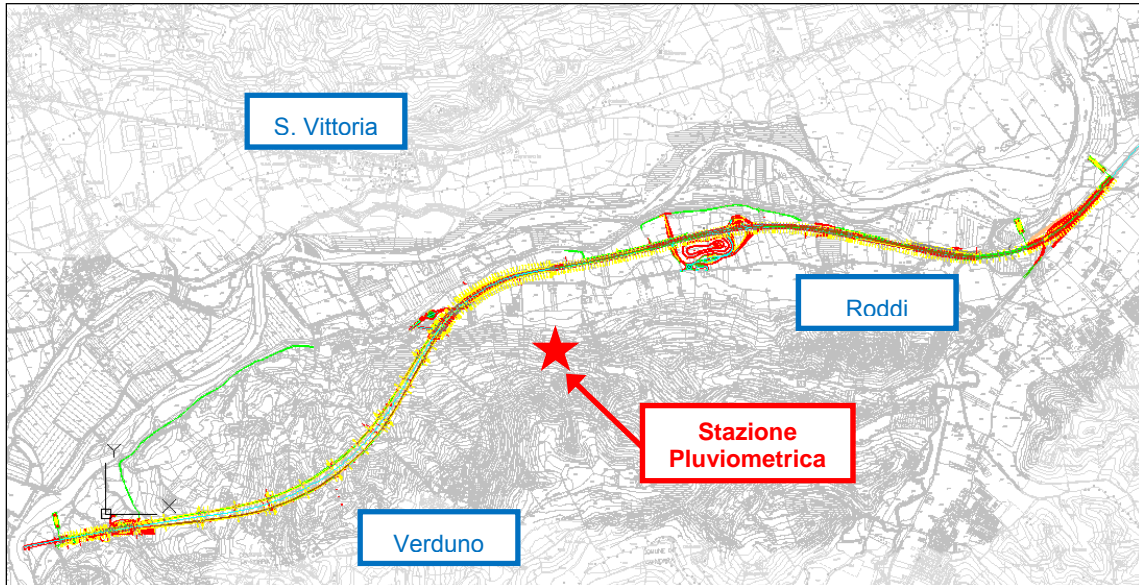 S. Vittoria
Roddi
Stazione
Pluviometrica
Verduno
Y
X